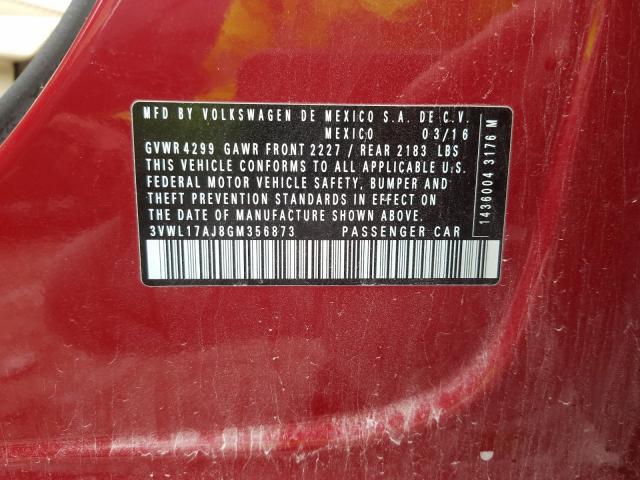 MFD BY VOLKSWAGEN DE MEXICO S.A. DE C.V.
MEXICO 03/16
GVWR 4299 GAWR FRONT 2227 / REAR 2183 LBS
THIS VEHICLE CONFORMS TO ALL APPLICABLE U.S.
FEDERAL MOTOR VEHICLE SAFETY, BUMPER AND
THEFT PREVENTION STANDARDS IN EFFECT ON
THE DATE OF MANUFACTURE SHOWN ABOVE.
3VWL17AJ8GM356873 PASSENGER CAR
1436004 3176 M